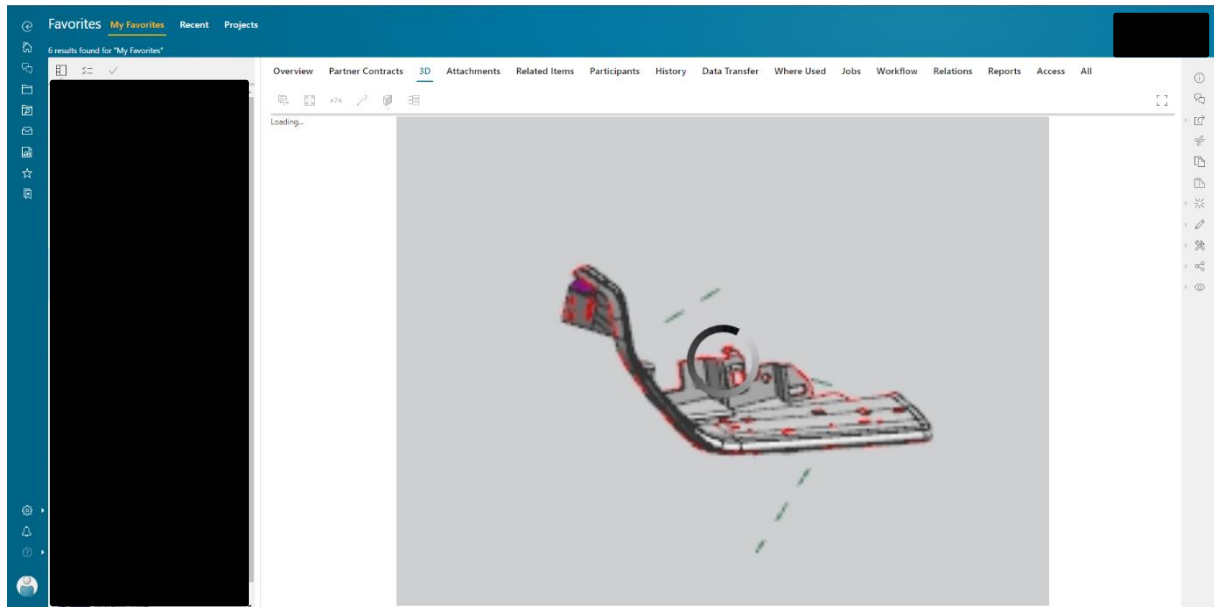 Favorites My Favorites Recent Projects
6 results found for "My Favorites"
Overview Partner Contracts 3D Attachments Related Items Participants History Data Transfer Where Used Jobs Workflow Relations Reports Access All
Loading...